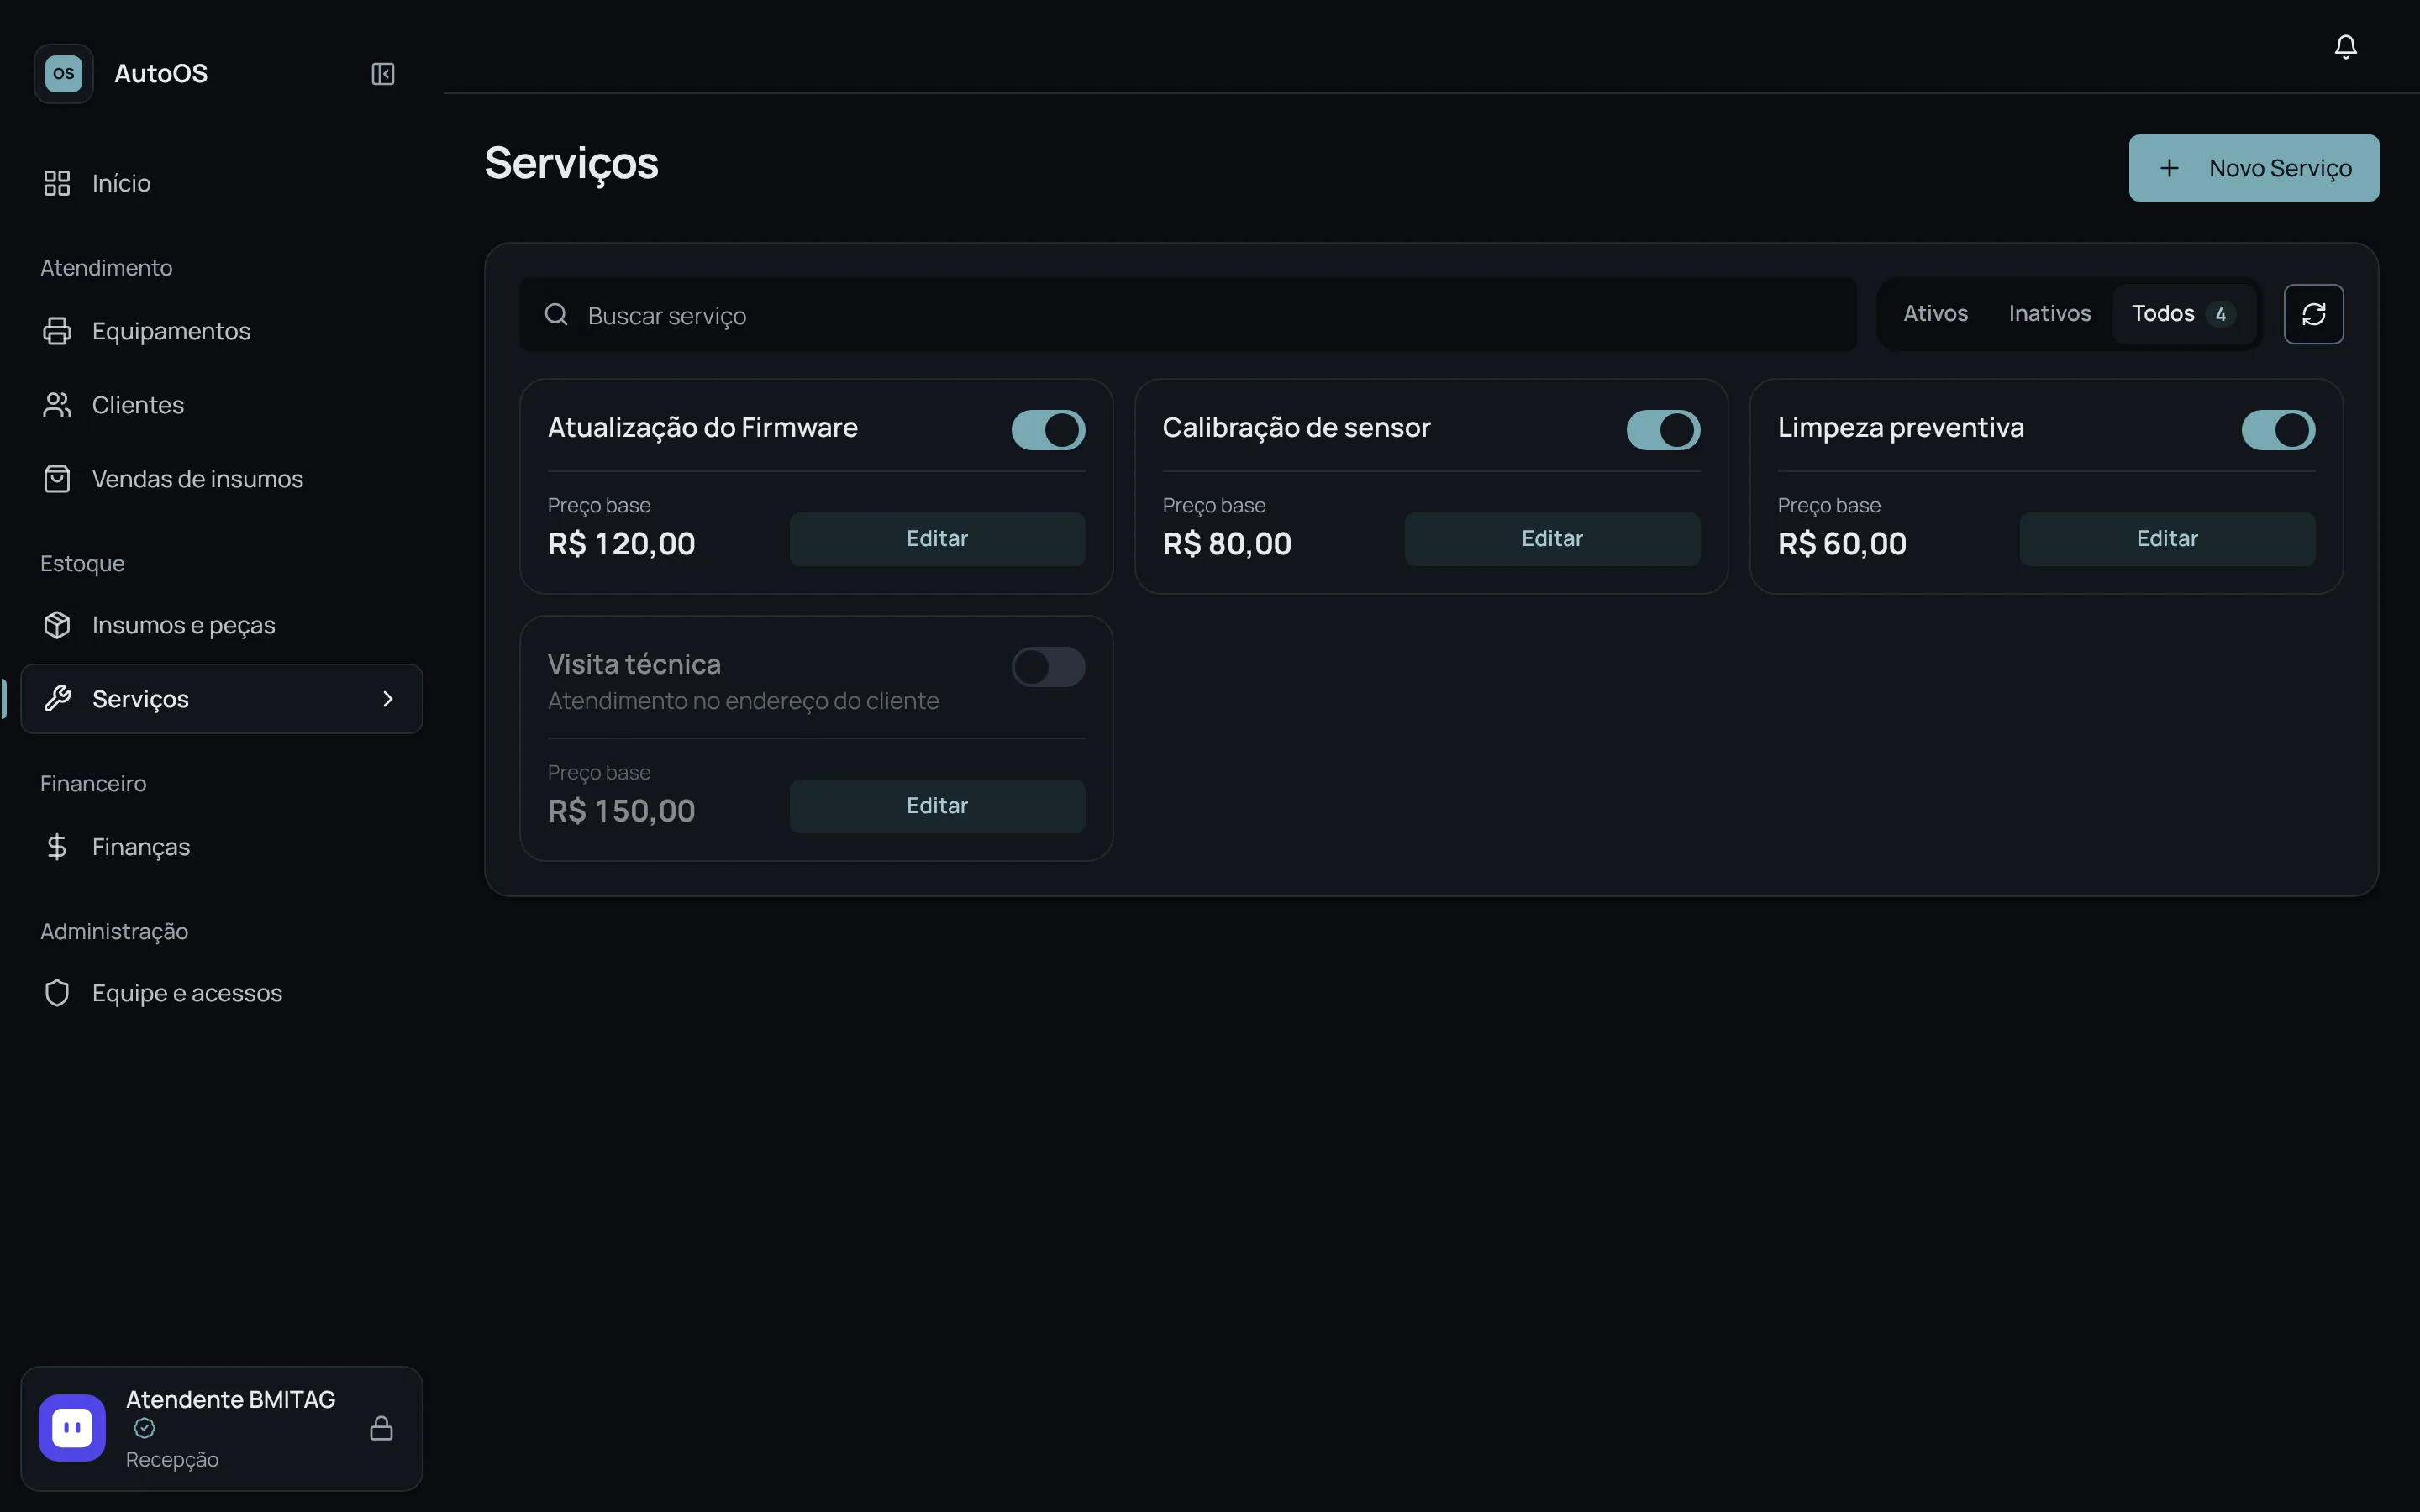 OS
AutoOS
Início
Atendimento
Equipamentos
Clientes
Vendas de insumos
Estoque
Insumos e peças
Serviços
Financeiro
Finanças
Administração
Equipe e acessos
Atendente BMITAG
Recepção
Serviços
Novo Serviço
Buscar serviço
Ativos
Inativos
Todos 4
Atualização do Firmware
Preço base
R$ 120,00
Editar
Calibração de sensor
Preço base
R$ 80,00
Editar
Limpeza preventiva
Preço base
R$ 60,00
Editar
Visita técnica
Atendimento no endereço do cliente
Preço base
R$ 150,00
Editar